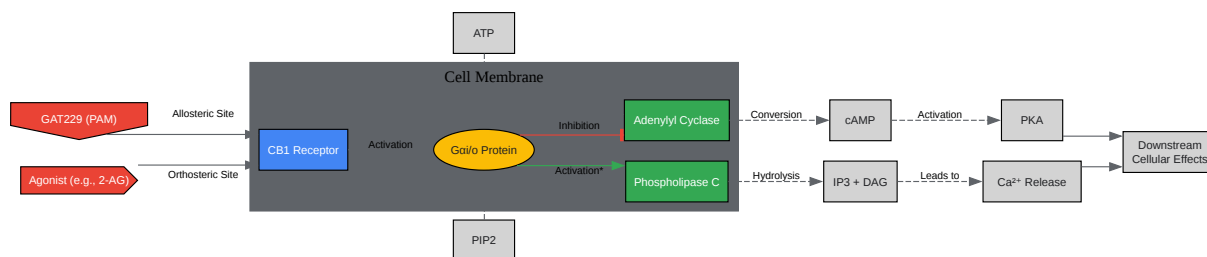 ATP
Cell Membrane
GAT229 (PAM)
Allosteric Site
Agonist (e.g., 2-AG)
Orthosteric Site
CB1 Receptor
Activation
Gαi/o Protein
Inhibition
Activation*
Adenylyl Cyclase
Phospholipase C
Conversion
cAMP
Activation
PKA
Hydrolysis
IP3 + DAG
Leads to
Ca²⁺ Release
Downstream
Cellular Effects
PIP2